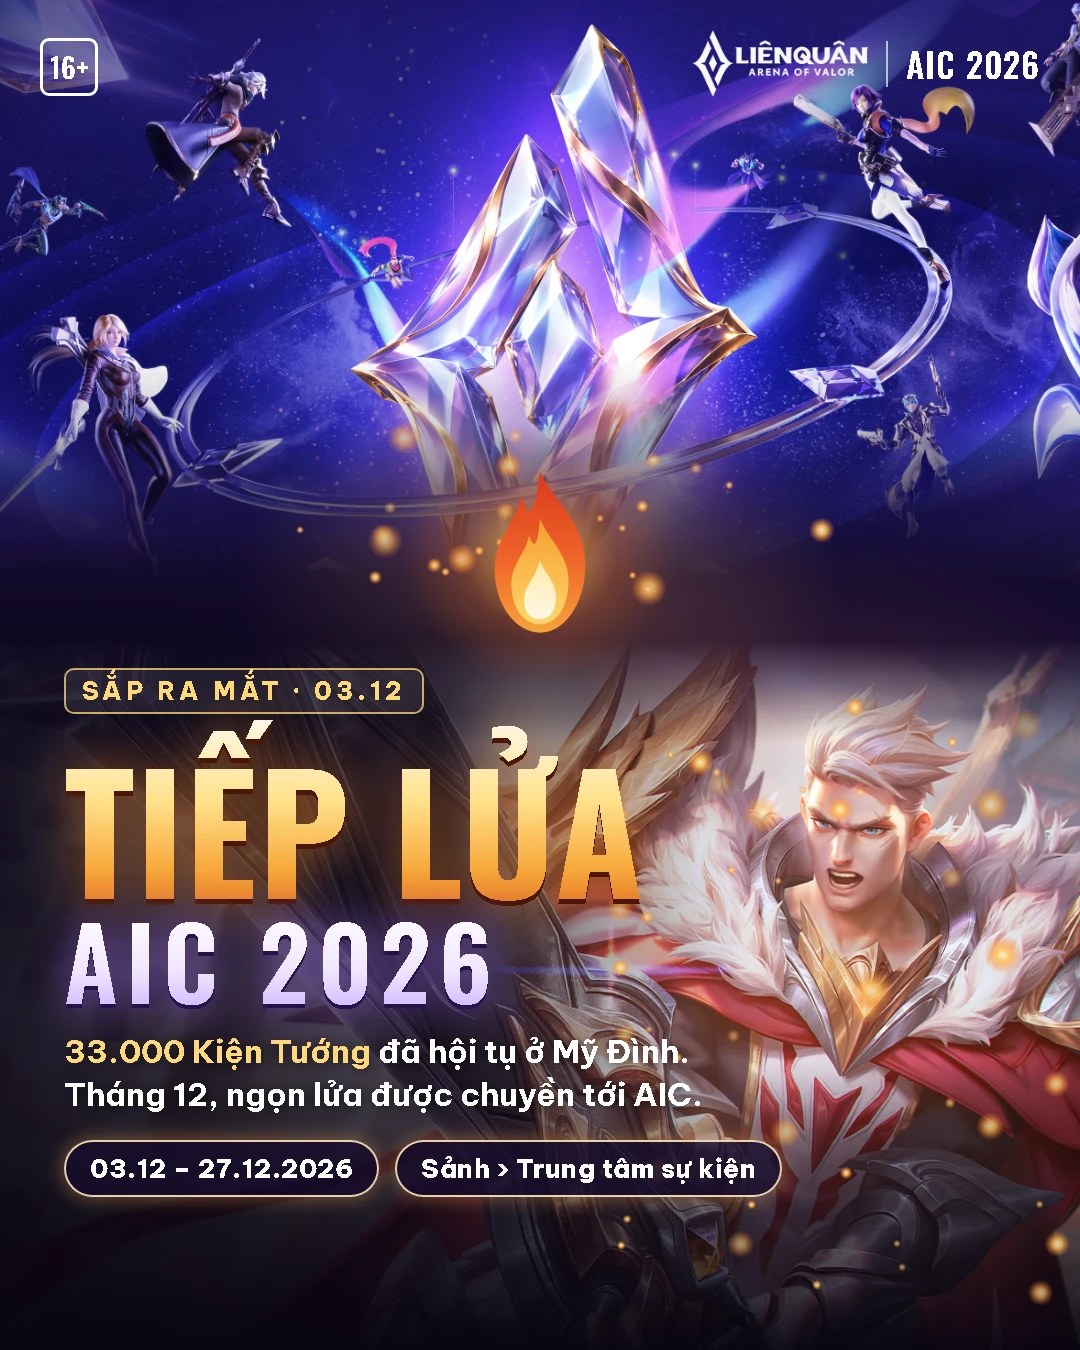 16+
LIÊNQUÂN
ARENA OF VALOR
AIC 2026
SẮP RA MẮT · 03.12
TIẾP LỬA
AIC 2026
33.000 Kiện Tướng đã hội tụ ở Mỹ Đình.
Tháng 12, ngọn lửa được chuyền tới AIC.
03.12 – 27.12.2026
Sảnh › Trung tâm sự kiện